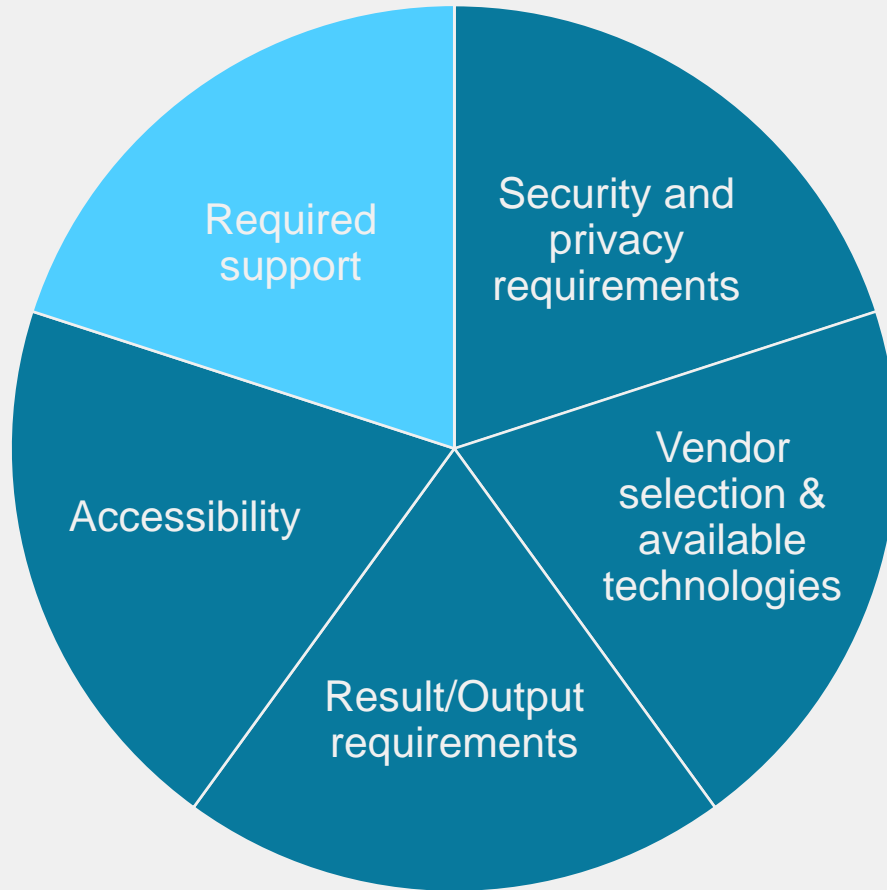 Required
support
Security and
privacy
requirements
Vendor
selection &
available
technologies
Result/Output
requirements
Accessibility